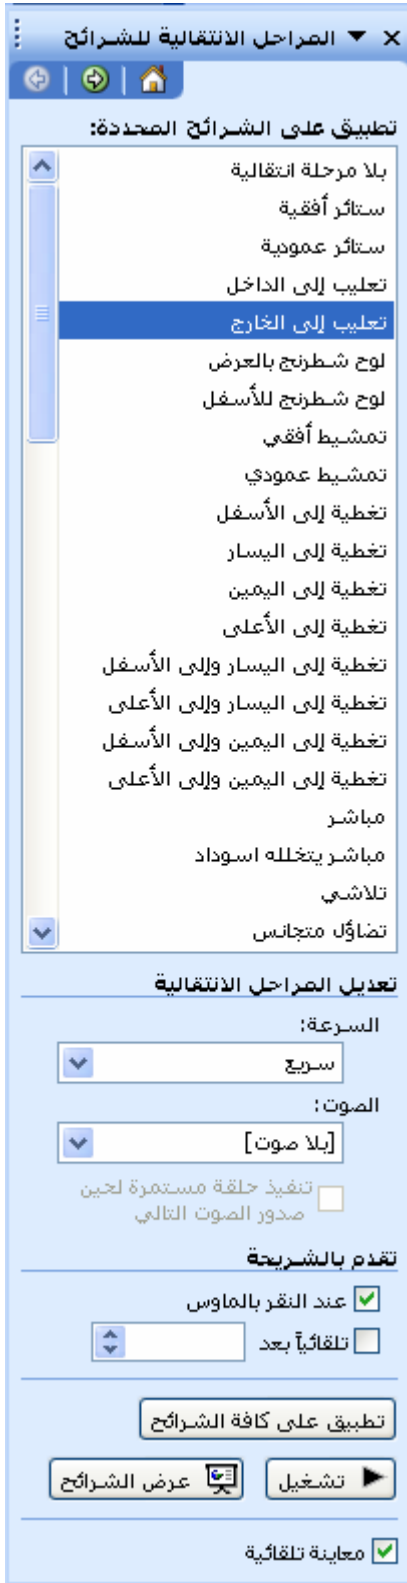 المراحل الانتقالية للشرائح
تطبيق على الشرائح المحددة:
بلا مرحلة انتقالية
ستائر أفقية
ستائر عمودية
تعليب إلى الداخل
تعليب إلى الخارج
لوح شطرنج بالعرض
لوح شطرنج للأسفل
تمشيط أفقي
تمشيط عمودي
تغطية إلى الأسفل
تغطية إلى اليسار
تغطية إلى اليمين
تغطية إلى الأعلى
تغطية إلى اليسار وإلى الأسفل
تغطية إلى اليسار وإلى الأعلى
تغطية إلى اليمين وإلى الأسفل
تغطية إلى اليمين وإلى الأعلى
مباشر
مباشر يتخلله اسوداد
تلاشي
تضاؤل متجانس
تعديل المراحل الانتقالية
السرعة:
سريع
الصوت:
[بلا صوت]
تنفيذ حلقة مستمرة لحين
صدور الصوت التالي
تقدم بالشريحة
عند النقر بالماوس
تلقائياً بعد
تطبيق على كافة الشرائح
تشغيل
عرض الشرائح
معاينة تلقائية